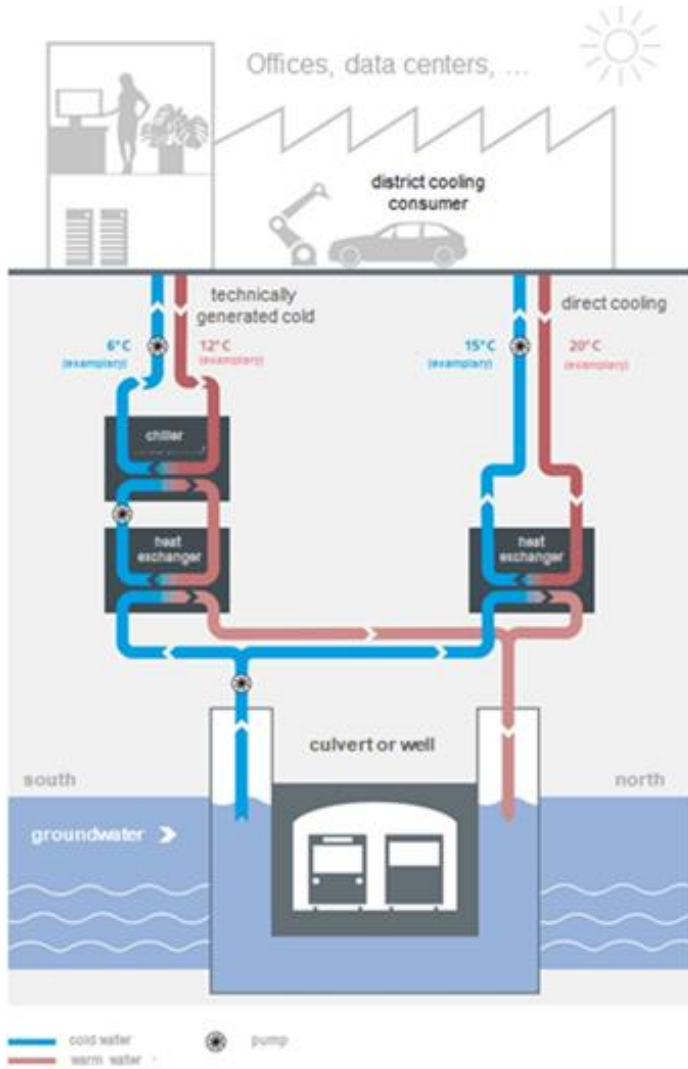 Offices, data centers, ...
district cooling
consumer
technically
generated cold
direct cooling
6°C
(examplary)
12°C
(examplary)
15°C
(examplary)
20°C
(examplary)
chiller
heat
exchanger
heat
exchanger
culvert or well
south
north
groundwater
cold water
pump
warm water